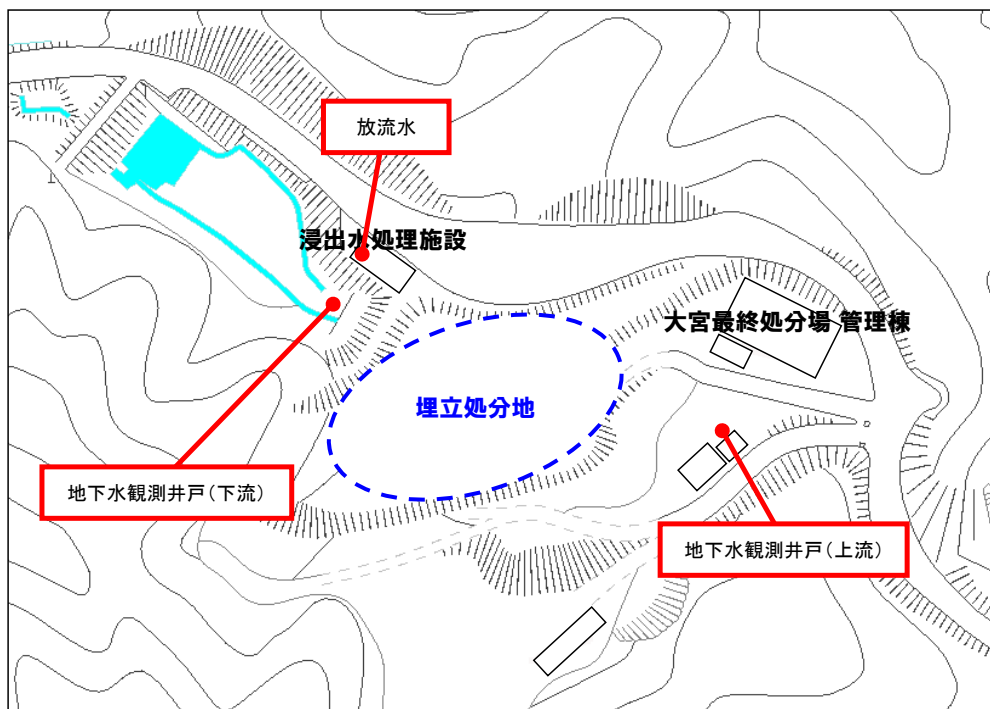 放流水
浸出水処理施設
大宮最終処分場 管理棟
埋立処分地
地下水観測井戸(下流)
地下水観測井戸(上流)